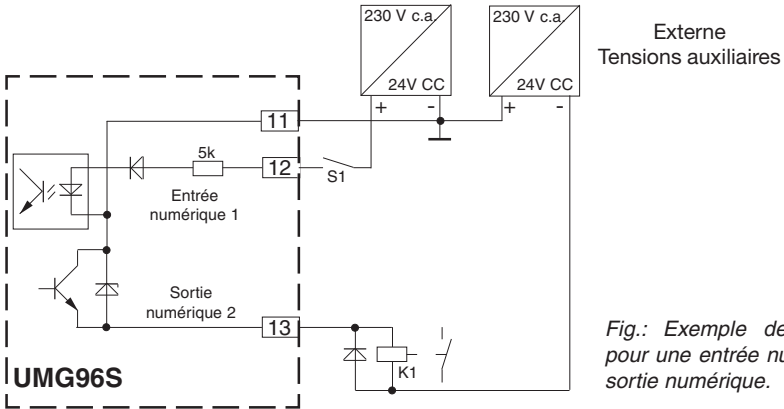 230 V c.a.
24V CC
+ -
230 V c.a.
24V CC
+ -
Externe
Tensions auxiliaires
11
5k
12
S1
Entrée
numérique 1
Sortie
numérique 2
13
K1
UMG96S
Fig.: Exemple de
pour une entrée
sortie numérique.